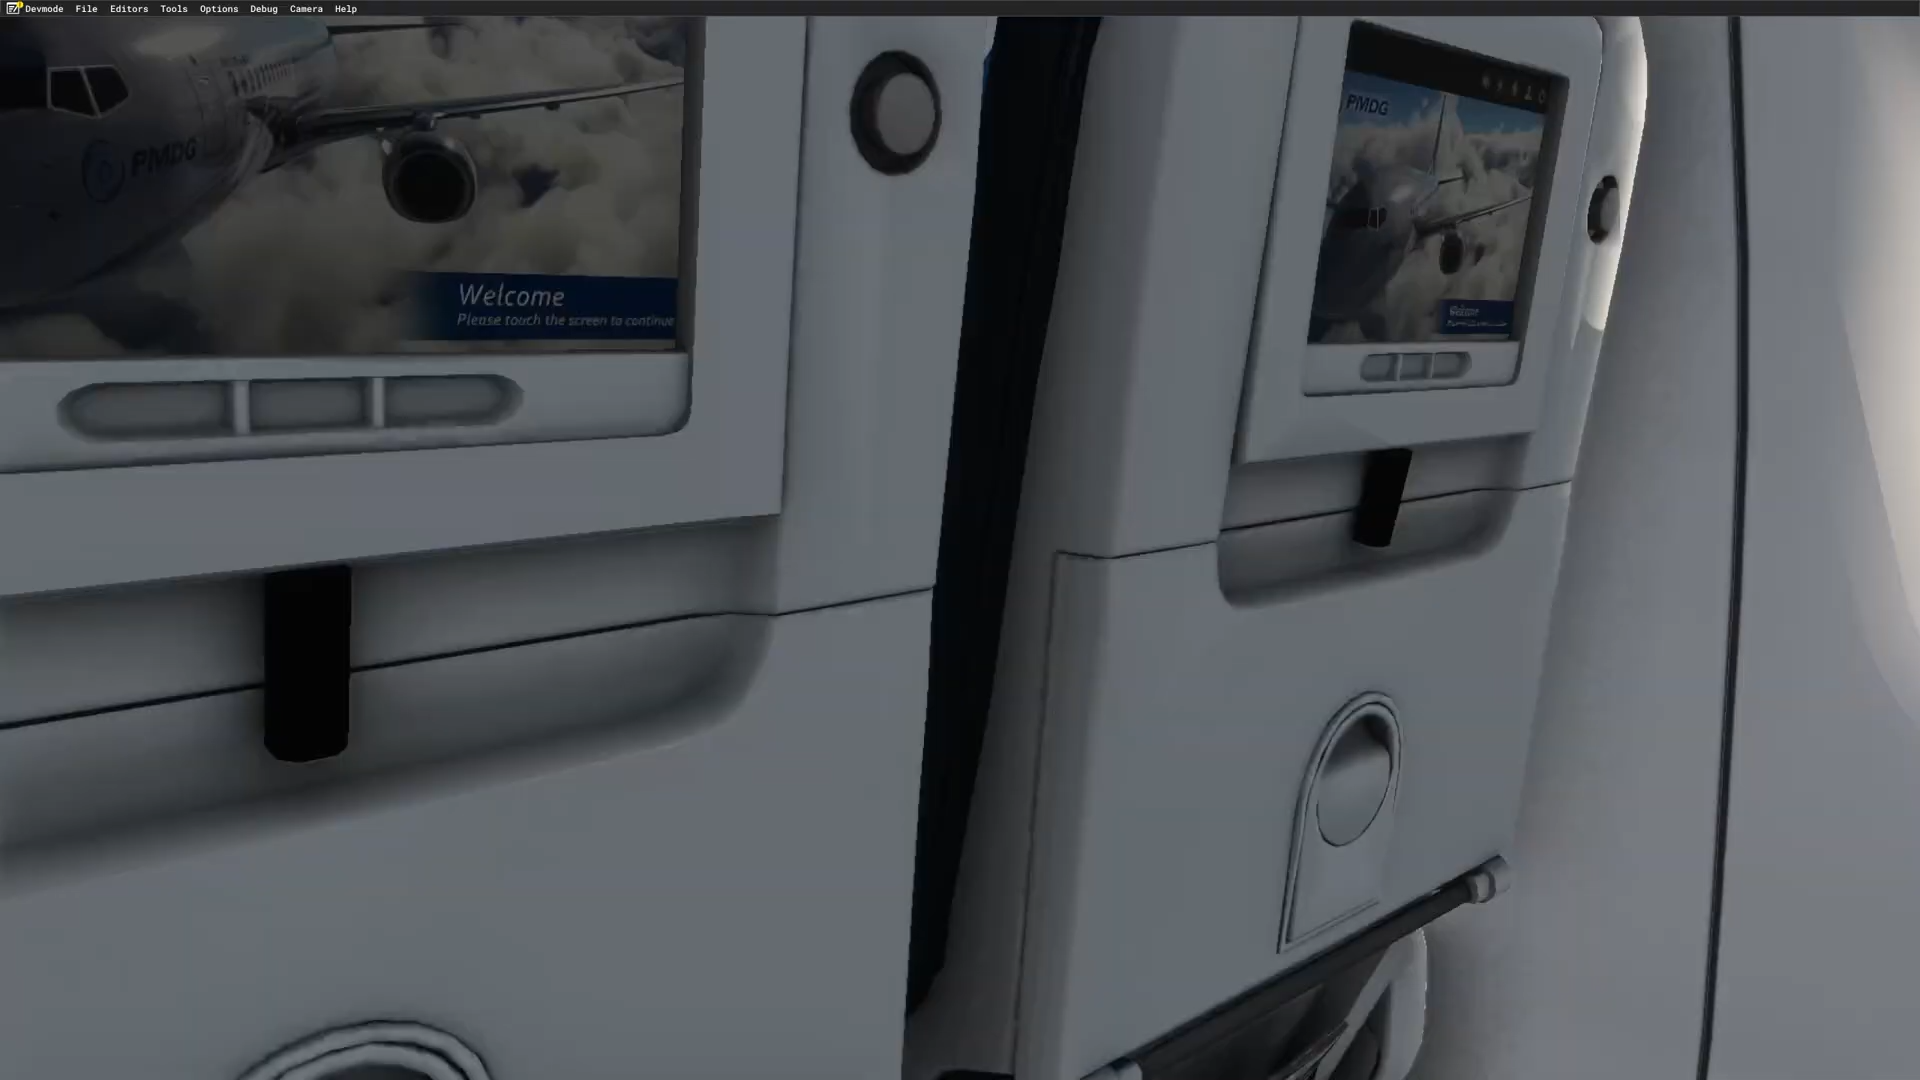 Devmode File Editors Tools Options Debug Camera Help
PMDG
Welcome
Please touch the screen to continue
PMDG
Welcome